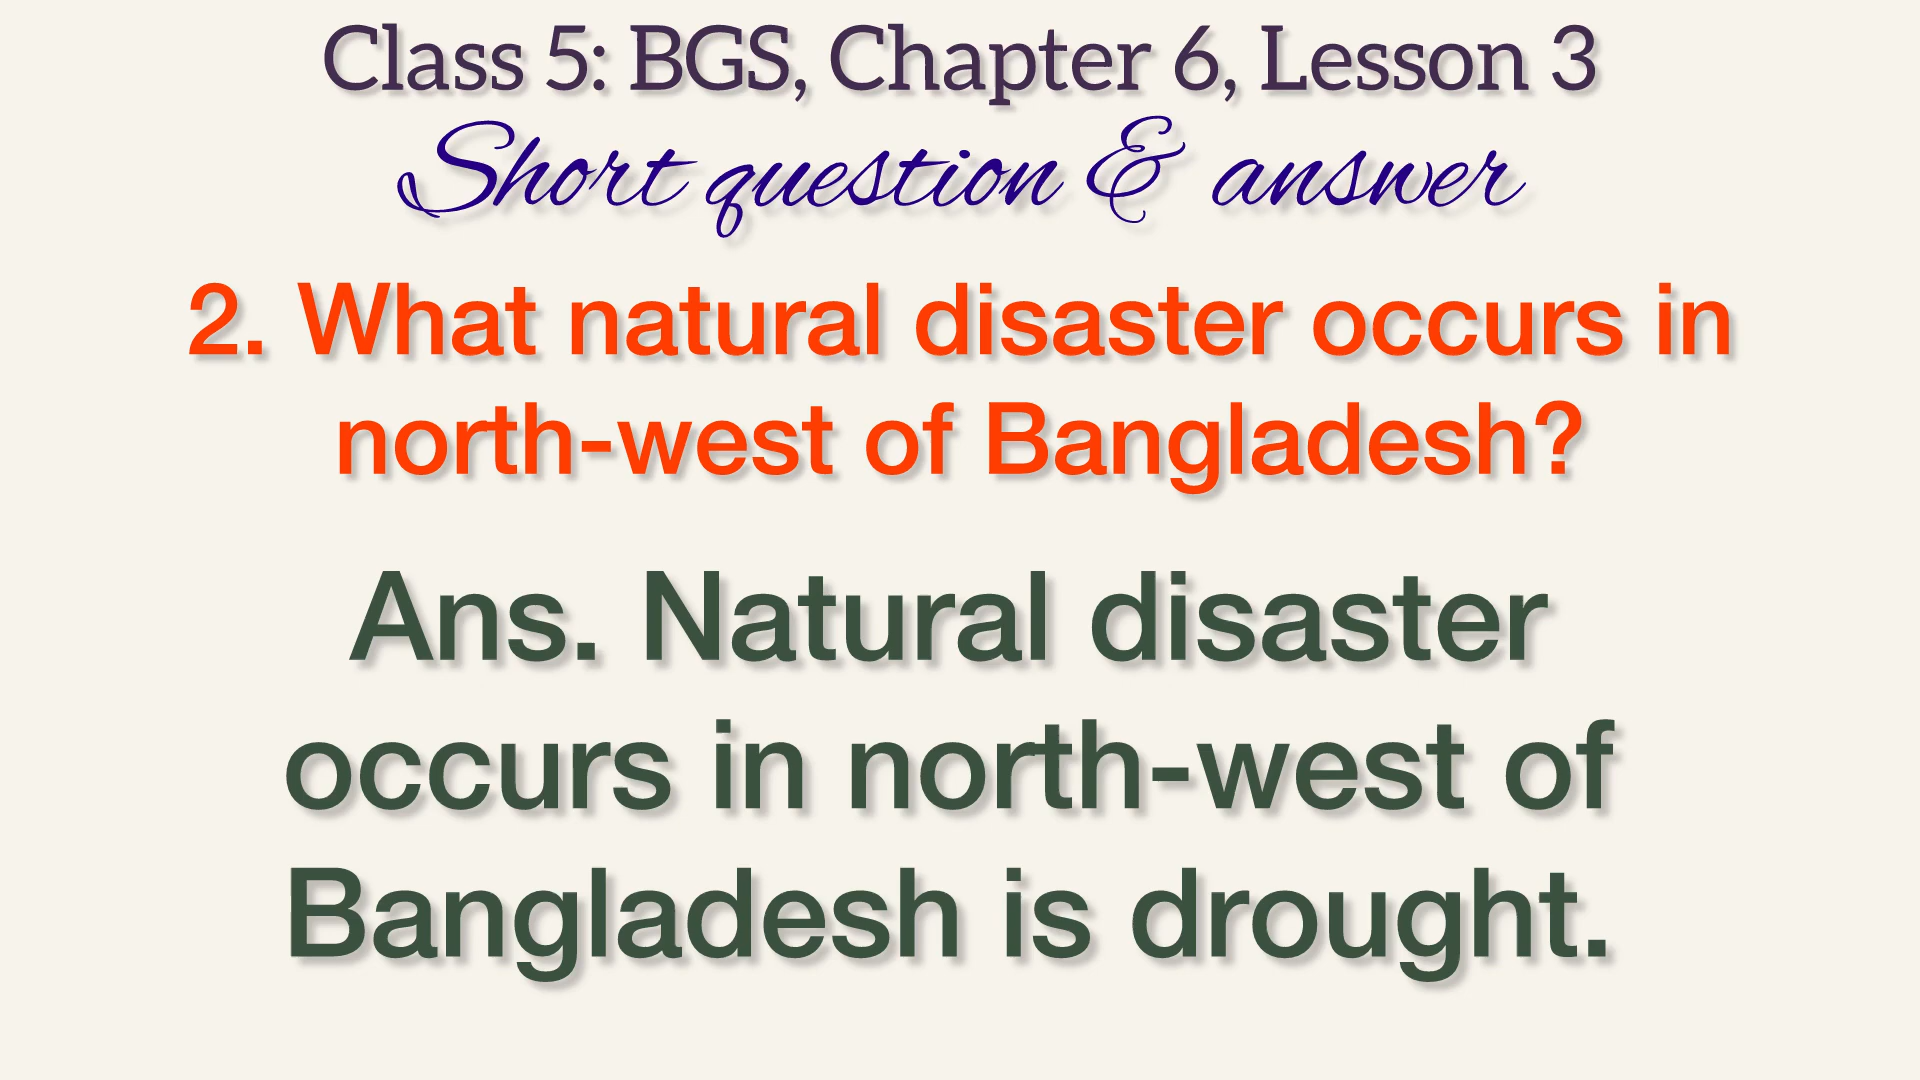 Class 5: BGS, Chapter 6, Lesson 3
Short question & answer
2. What natural disaster occurs in
north-west of Bangladesh?
Ans. Natural disaster
occurs in north-west of
Bangladesh is drought.